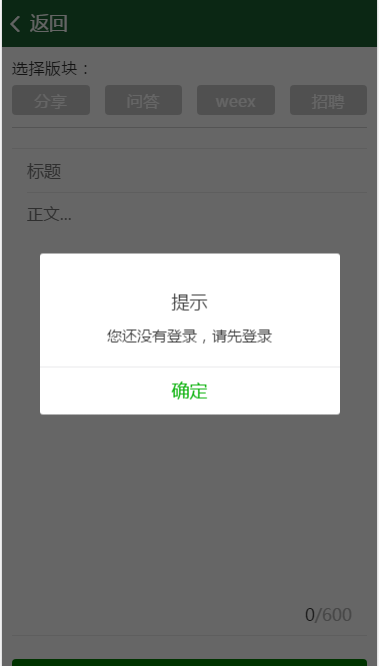 返回
选择版块：
分享 问答 weex 招聘
标题
正文...
提示
您还没有登录，请先登录
确定
0/600